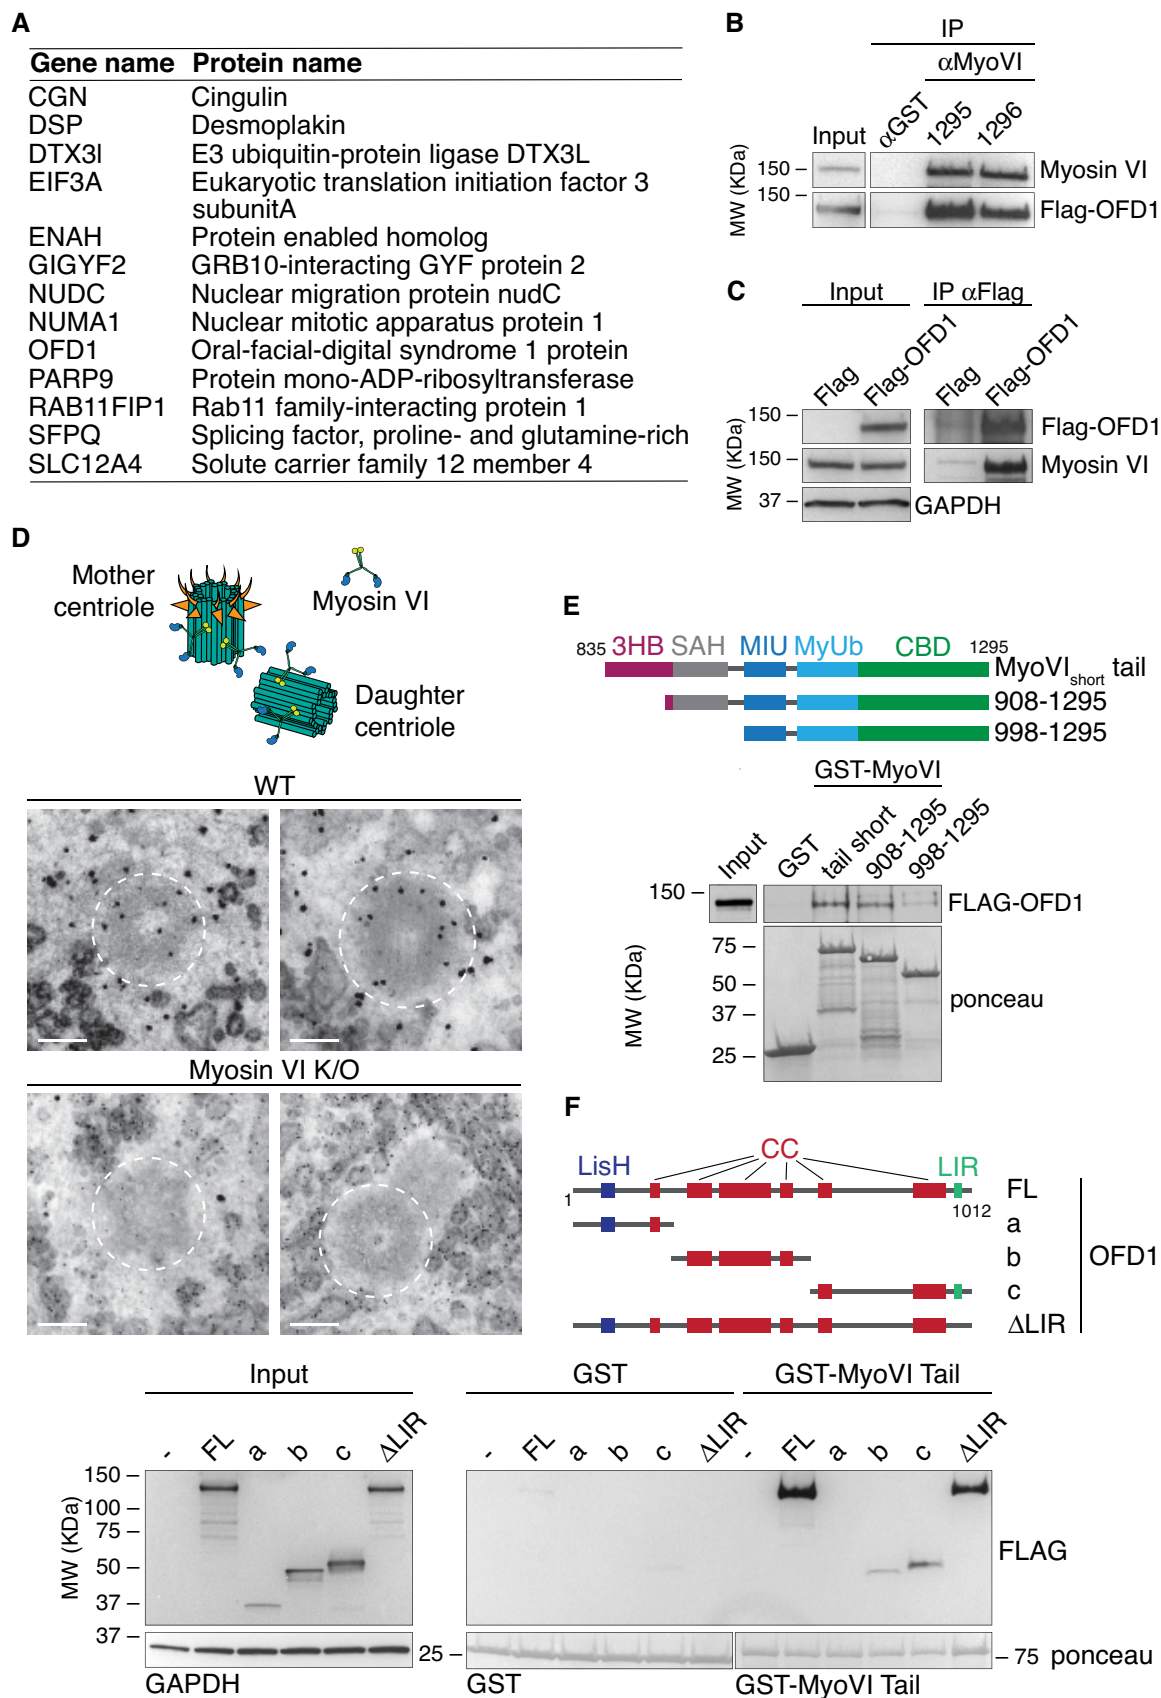 A
Gene name Protein name
CGN Cingulin
DSP Desmoplakin
DTX3l E3 ubiquitin-protein ligase DTX3L
EIF3A Eukaryotic translation initiation factor 3
subunitA
ENAH Protein enabled homolog
GIGYF2 GRB10-interacting GYF protein 2
NUDC Nuclear migration protein nudC
NUMA1 Nuclear mitotic apparatus protein 1
OFD1 Oral-facial-digital syndrome 1 protein
PARP9 Protein mono-ADP-ribosyltransferase
RAB11FIP1 Rab11 family-interacting protein 1
SFPQ Splicing factor, proline- and glutamine-rich
SLC12A4 Solute carrier family 12 member 4
B
IP
αMyoVI
Input αGST 1295 1296
MW (KDa)
150 – Myosin VI
150 – Flag-OFD1
C
Input IP αFlag
Flag Flag-OFD1 Flag Flag-OFD1
MW (KDa)
150 – Flag-OFD1
150 – Myosin VI
37 – GAPDH
D
Mother
centriole
Myosin VI
Daughter
centriole
WT
Myosin VI K/O
E
835 3HB SAH MIU MyUb CBD 1295
MyoVIshort tail
908-1295
998-1295
GST-MyoVI
Input GST tail short 908-1295 998-1295
150 – FLAG-OFD1
MW (KDa)
75 –
50 –
37 –
25 –
ponceau
F
CC
LisH LIR
1 FL
1012
a
b
c
ΔLIR
OFD1
Input GST GST-MyoVI Tail
- FL a b c ΔLIR - FL a b c ΔLIR - FL a b c ΔLIR
MW (KDa)
150 –
100 –
75 –
50 –
37 –
FLAG
37 –
25 – – 75 ponceau
GAPDH GST GST-MyoVI Tail